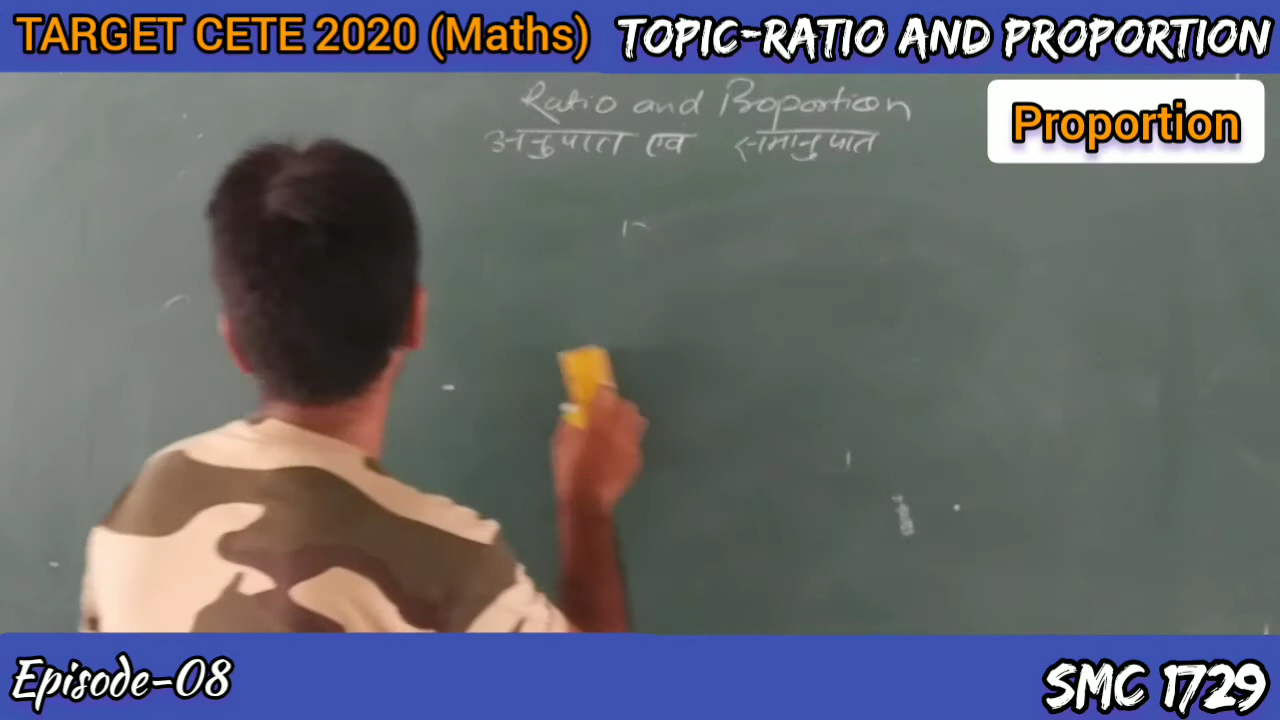 TARGET CETE 2020 (Maths)
TOPIC-RATIO AND PROPORTION
Ratio and Proportion
अनुपात एवं समानुपात
Proportion
Episode-08
SMC 1729